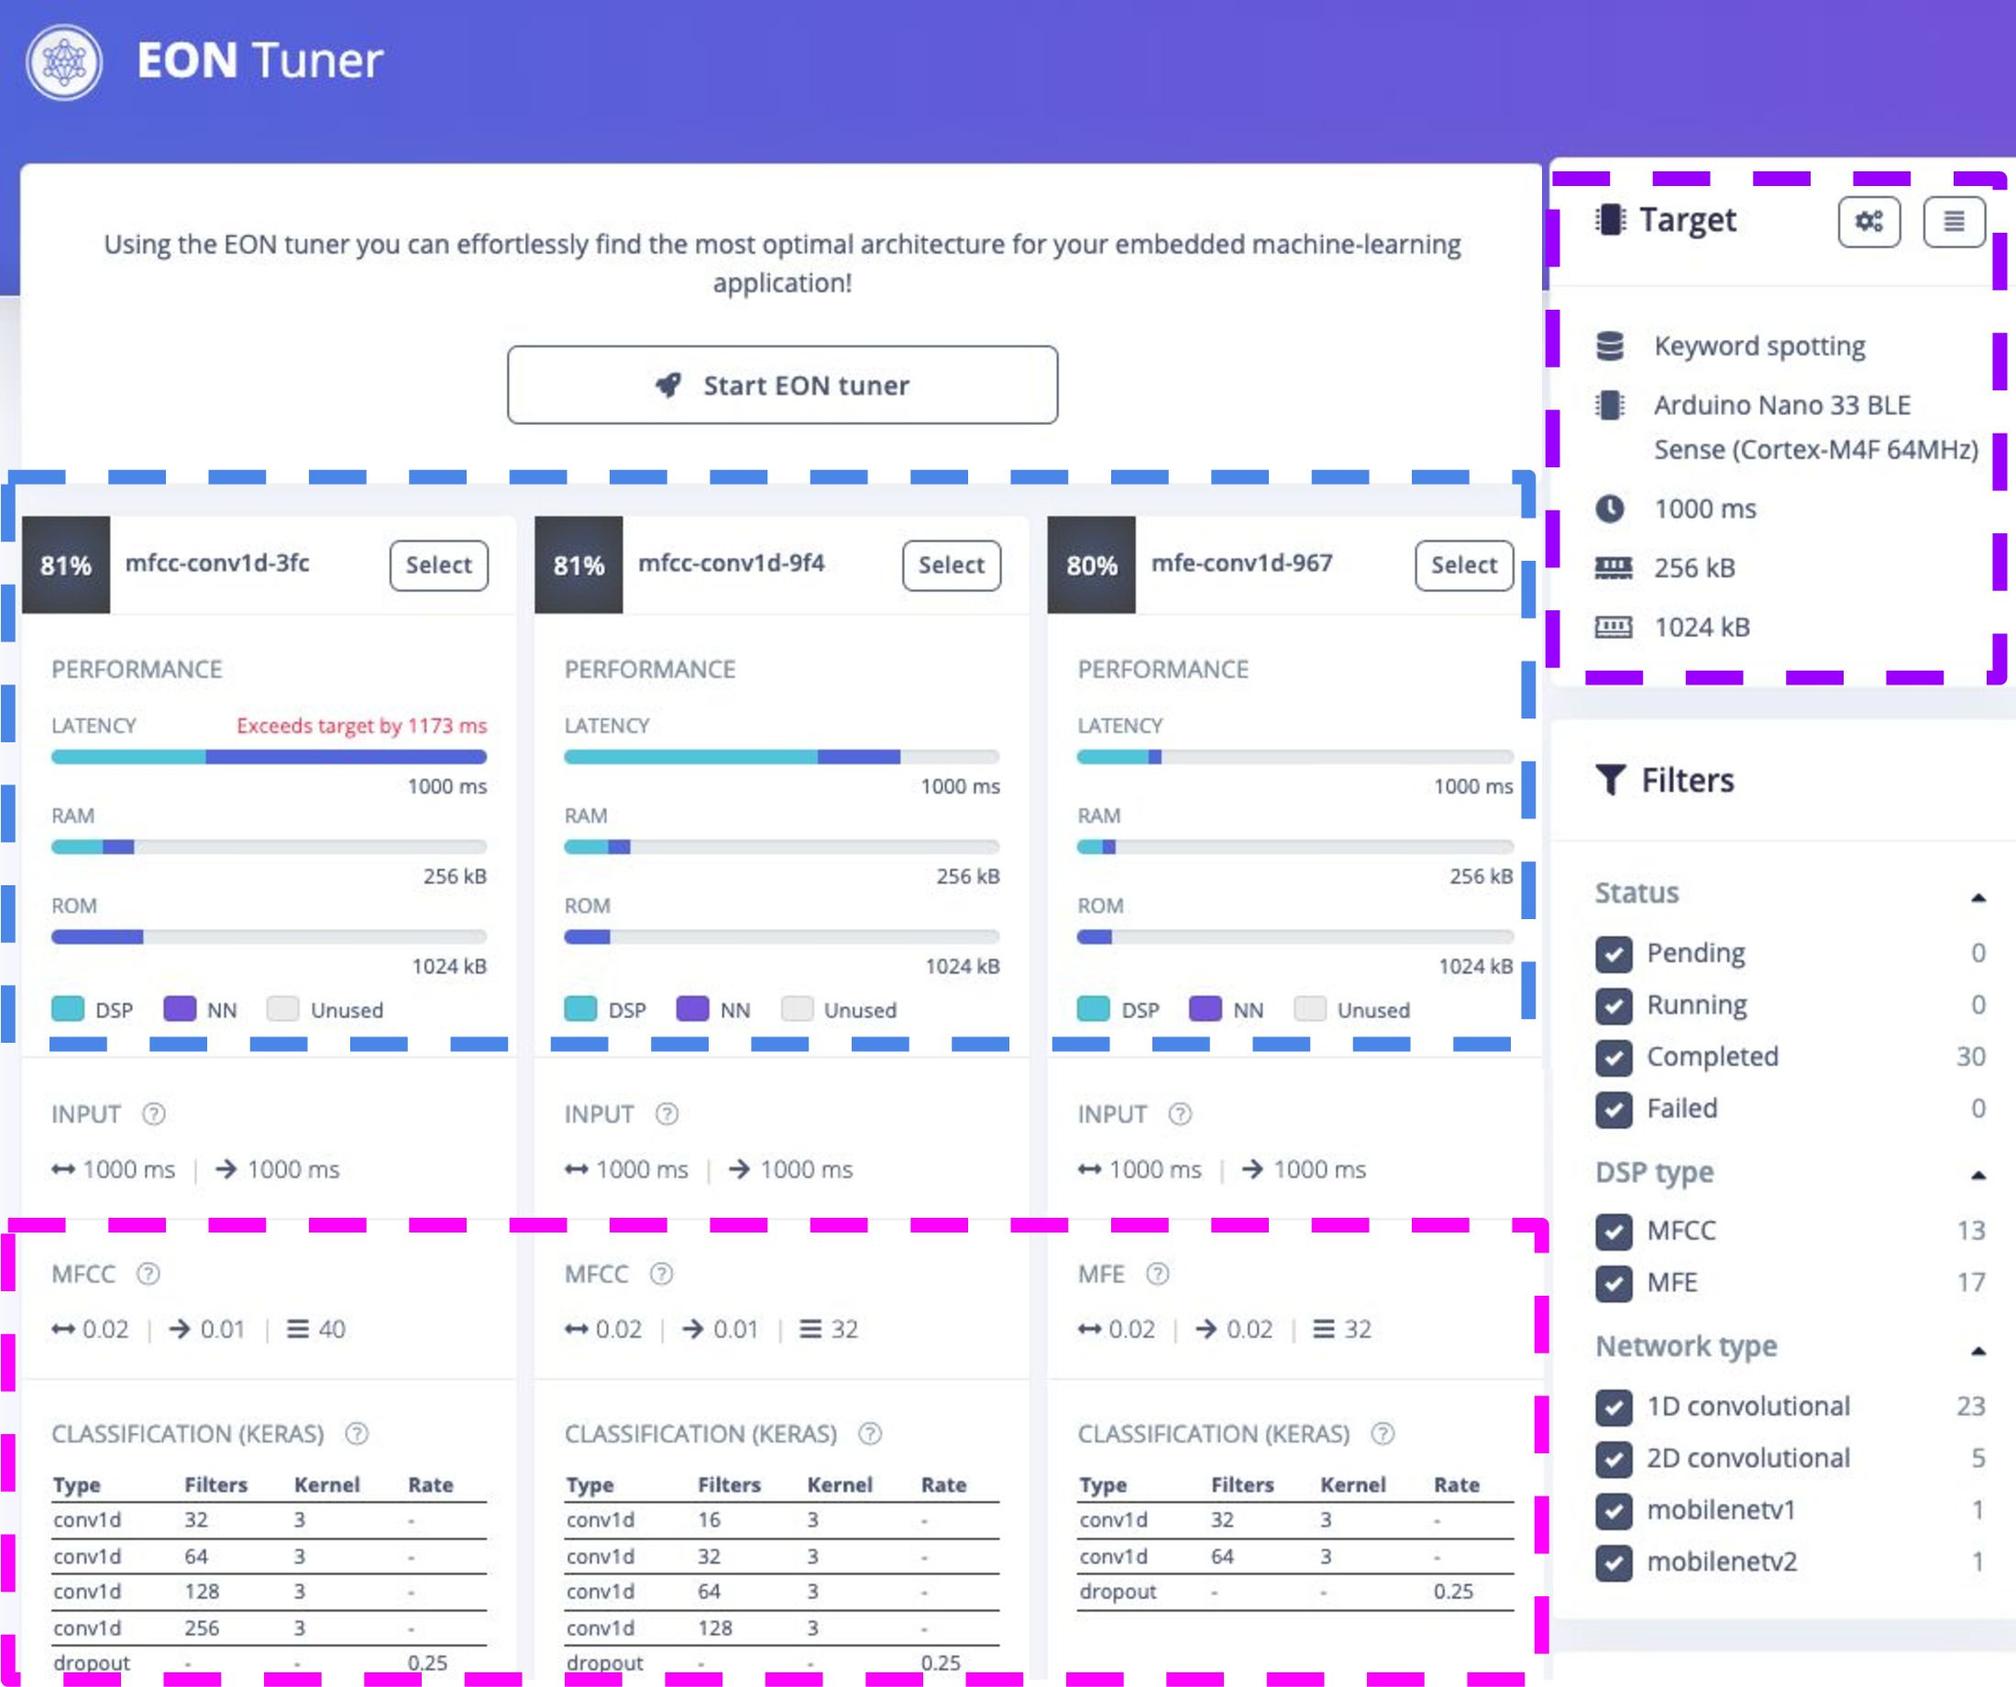 EON Tuner
Using the EON tuner you can effortlessly find the most optimal architecture for your embedded machine-learning
application!
Start EON tuner
81% mfcc-conv1d-3fc Select
PERFORMANCE
LATENCY Exceeds target by 1173 ms
1000 ms
RAM
256 kB
ROM
1024 kB
DSP NN Unused
INPUT ?
1000 ms | 1000 ms
MFCC ?
0.02 | 0.01 | 40
CLASSIFICATION (KERAS) ?
Type Filters Kernel Rate
conv1d 32 3 -
conv1d 64 3 -
conv1d 128 3 -
conv1d 256 3 -
dropout - - 0.25
81% mfcc-conv1d-9f4 Select
PERFORMANCE
LATENCY
1000 ms
RAM
256 kB
ROM
1024 kB
DSP NN Unused
INPUT ?
1000 ms | 1000 ms
MFCC ?
0.02 | 0.01 | 32
CLASSIFICATION (KERAS) ?
Type Filters Kernel Rate
conv1d 16 3 -
conv1d 32 3 -
conv1d 64 3 -
conv1d 128 3 -
dropout - - 0.25
80% mfe-conv1d-967 Select
PERFORMANCE
LATENCY
1000 ms
RAM
256 kB
ROM
1024 kB
DSP NN Unused
INPUT ?
1000 ms | 1000 ms
MFE ?
0.02 | 0.02 | 32
CLASSIFICATION (KERAS) ?
Type Filters Kernel Rate
conv1d 32 3 -
conv1d 64 3 -
dropout - - 0.25
Target
Keyword spotting
Arduino Nano 33 BLE
Sense (Cortex-M4F 64MHz)
1000 ms
256 kB
1024 kB
Filters
Status
Pending 0
Running 0
Completed 30
Failed 0
DSP type
MFCC 13
MFE 17
Network type
1D convolutional 23
2D convolutional 5
mobilenetv1 1
mobilenetv2 1